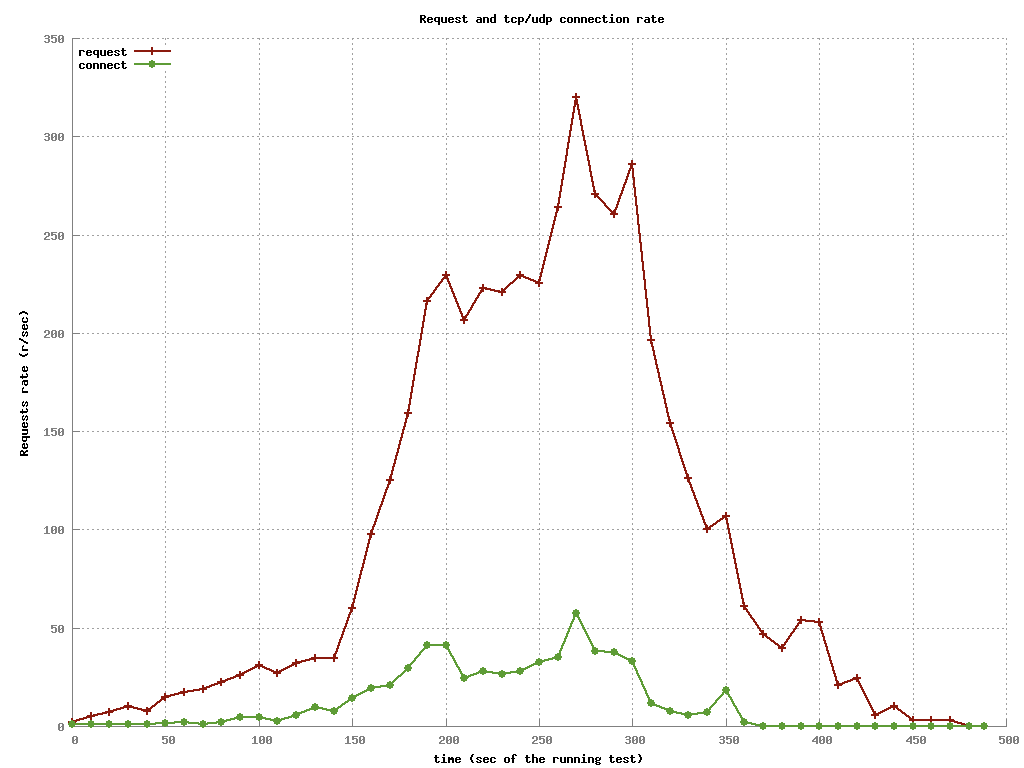 Request and tcp/udp connection rate
350
request
connect
300
250
200
150
100
50
0
Requests rate (r/sec)
0 50 100 150 200 250 300 350 400 450 500
time (sec of the running test)